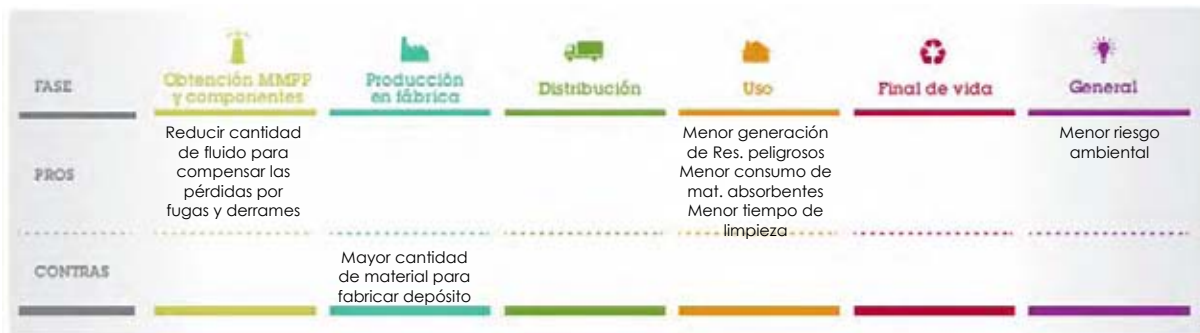 FASE
Obtención MMPP
y componentes
Producción
en fábrica
Distribución
Uso
Final de vida
General
PROS
Reducir cantidad
de fluido para
compensar las
pérdidas por
fugas y derrames
Menor generación
de Res. peligrosos
Menor consumo de
mat. absorbentes
Menor tiempo de
limpieza
Menor riesgo
ambiental
CONTRAS
Mayor cantidad
de material para
fabricar depósito